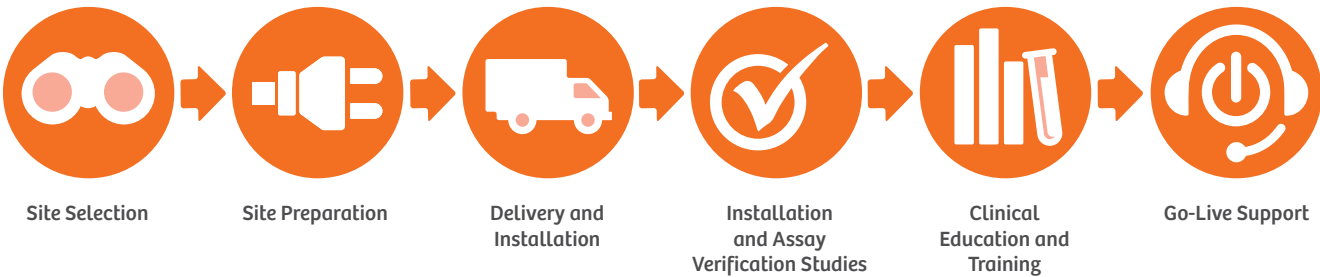 Site Selection
Site Preparation
Delivery and
Installation
Installation
and Assay
Verification Studies
Clinical
Education and
Training
Go-Live Support